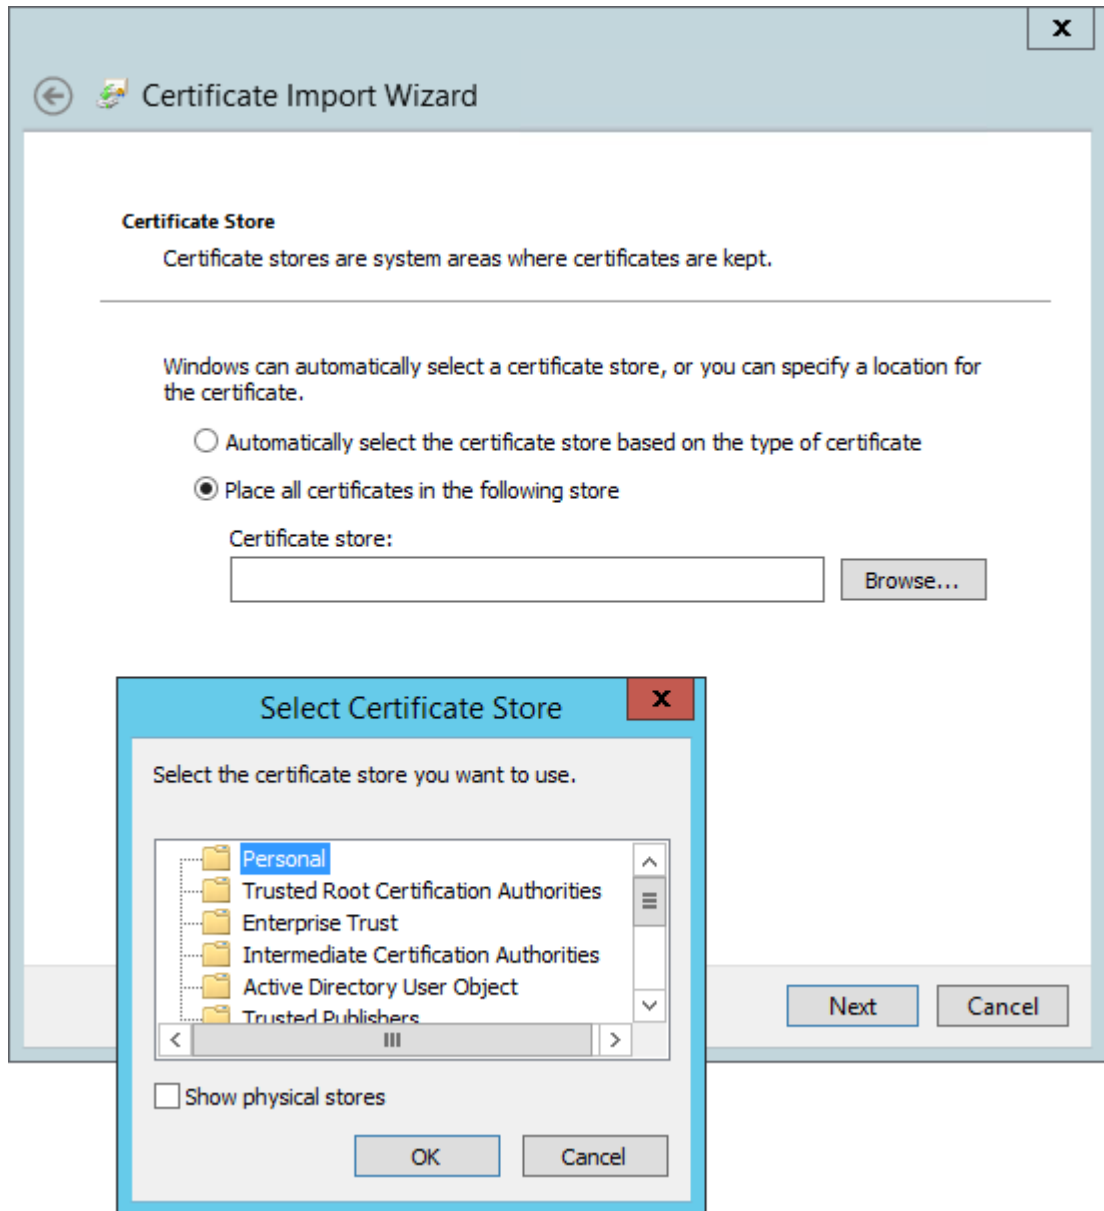 x
Certificate Import Wizard
Certificate Store
Certificate stores are system areas where certificates are kept.
Windows can automatically select a certificate store, or you can specify a location for
the certificate.
Automatically select the certificate store based on the type of certificate
Place all certificates in the following store
Certificate store:
Browse...
Select Certificate Store
x
Select the certificate store you want to use.
Personal
Trusted Root Certification Authorities
Enterprise Trust
Intermediate Certification Authorities
Active Directory User Object
Trusted Publishers
Show physical stores
OK
Cancel
Next
Cancel